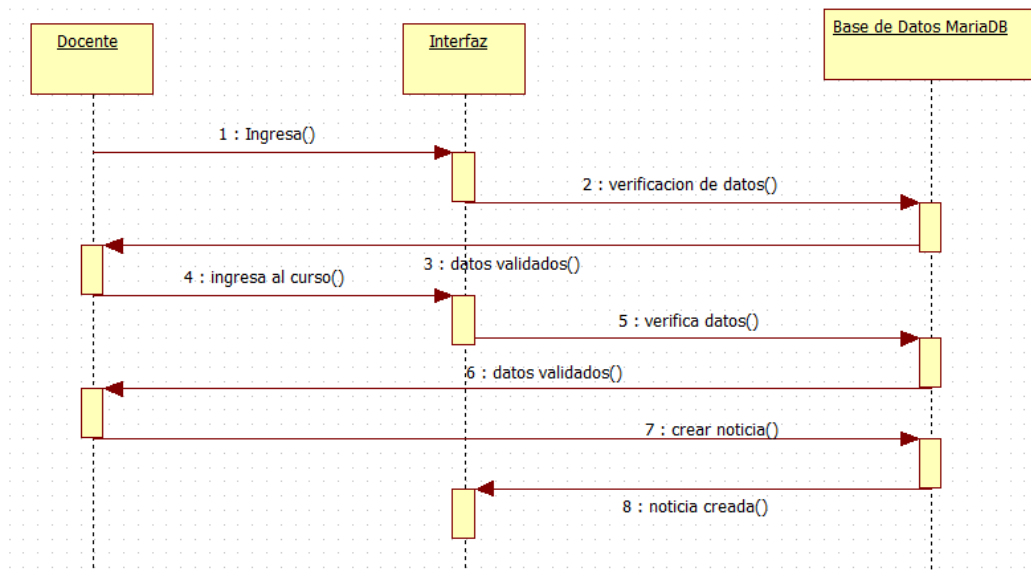 Docente
Interfaz
Base de Datos MariaDB
1 : Ingresa()
2 : verificacion de datos()
3 : datos validados()
4 : ingresa al curso()
5 : verifica datos()
6 : datos validados()
7 : crear noticia()
8 : noticia creada()